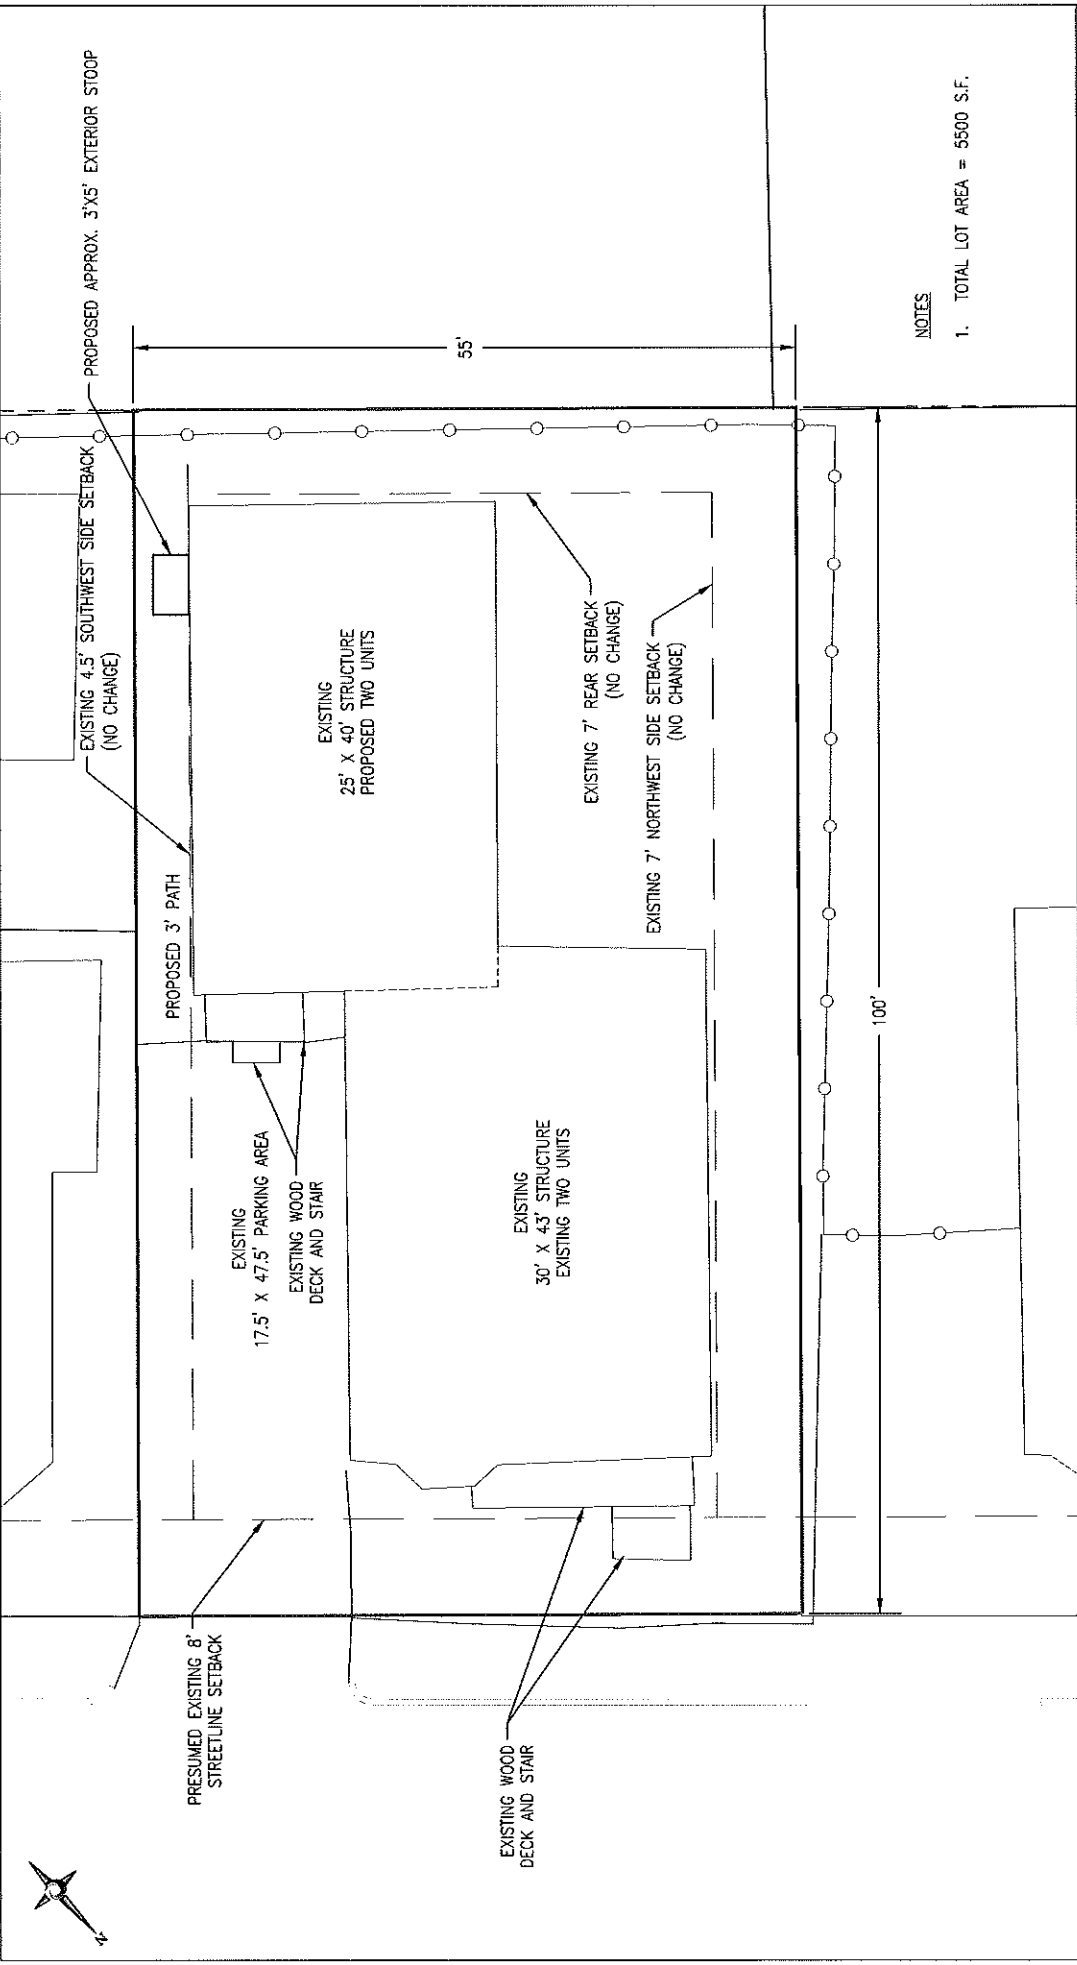 PRESUMED EXISTING 8'
STREETLINE SETBACK
EXISTING WOOD
DECK AND STAIR
EXISTING
17.5' X 47.5' PARKING AREA
EXISTING WOOD
DECK AND STAIR
PROPOSED 3' PATH
EXISTING 4.5' SOUTHWEST SIDE SETBACK
(NO CHANGE)
PROPOSED APPROX. 3'X5' EXTERIOR STOOP
EXISTING
25' X 40' STRUCTURE
PROPOSED TWO UNITS
EXISTING
30' X 43' STRUCTURE
EXISTING TWO UNITS
EXISTING 7' REAR SETBACK
(NO CHANGE)
EXISTING 7' NORTHWEST SIDE SETBACK
(NO CHANGE)
55'
100'
NOTES
1. TOTAL LOT AREA = 5500 S.F.
N